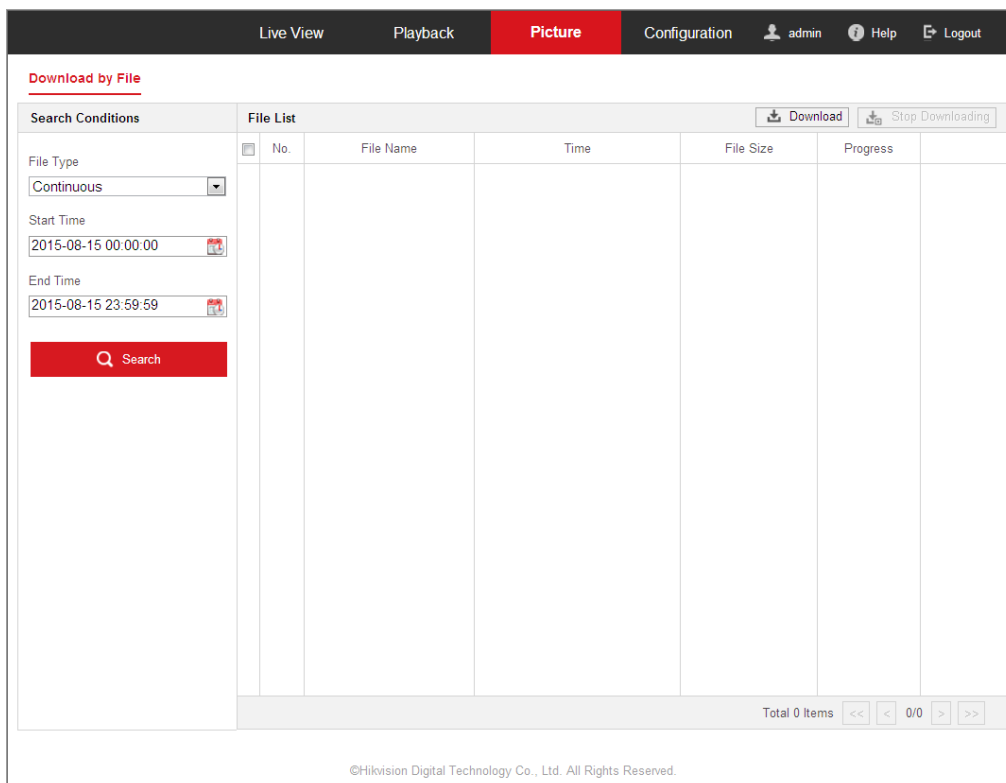 Live View Playback Picture Configuration admin Help Logout
Download by File
Search Conditions
File Type
Continuous
Start Time
2015-08-15 00:00:00
End Time
2015-08-15 23:59:59
Search
File List Download Stop Downloading
No. File Name Time File Size Progress
Total 0 Items << < 0/0 > >>
©Hikvision Digital Technology Co., Ltd. All Rights Reserved.